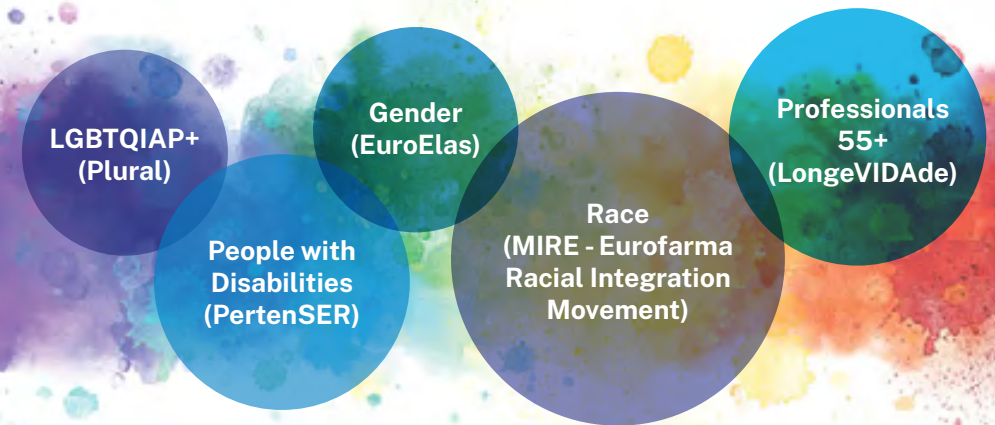 LGBTQIAP+
(Plural)
People with
Disabilities
(PertenSER)
Gender
(EuroElas)
Race
(MIRE - Eurofarma
Racial Integration
Movement)
Professionals
55+
(LongeVIDAde)